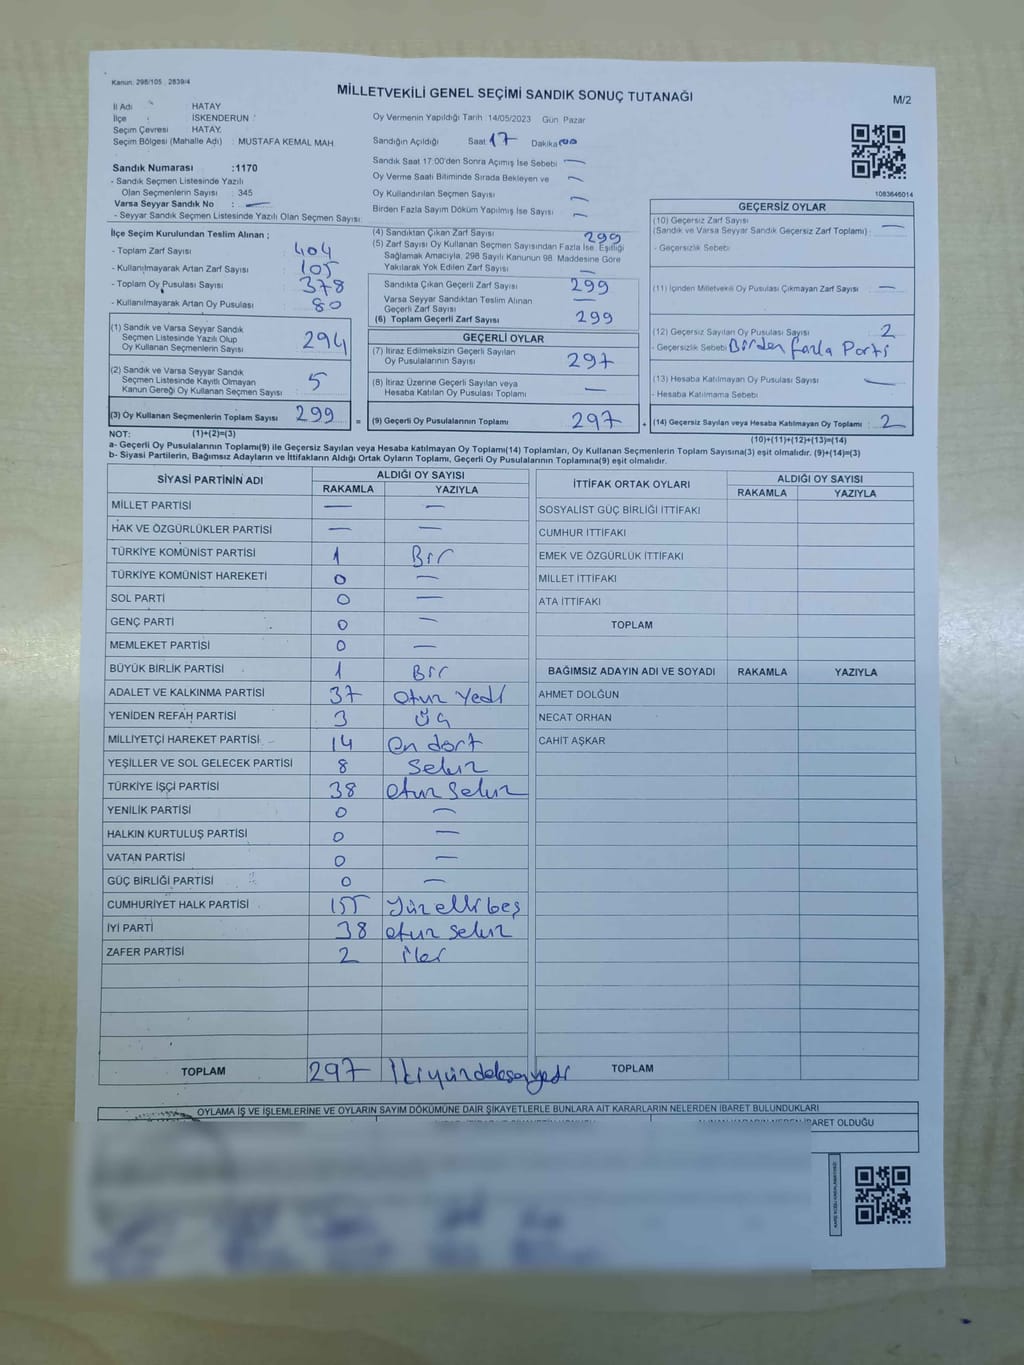 Kanun: 298/105 , 2839/4
MİLLETVEKİLİ GENEL SEÇİMİ SANDIK SONUÇ TUTANAĞI
M/2
İl Adı : HATAY
İlçe : İSKENDERUN
Seçim Çevresi : HATAY.
Seçim Bölgesi (Mahalle Adı) : MUSTAFA KEMAL MAH.
Sandık Numarası :1170
- Sandık Seçmen Listesinde Yazılı
Olan Seçmenlerin Sayısı : 345
Varsa Seyyar Sandık No : —
- Seyyar Sandık Seçmen Listesinde Yazılı Olan Seçmen Sayısı:
Oy Vermenin Yapıldığı Tarih :14/05/2023 Gün Pazar
Sandığın Açıldığı Saat 17 Dakika 00
Sandık Saat 17:00'den Sonra Açımış İse Sebebi : —
Oy Verme Saati Bitiminde Sırada Bekleyen ve : —
Oy Kullandırılan Seçmen Sayısı : —
Birden Fazla Sayım Döküm Yapılmış İse Sayısı : —
1083646014
İlçe Seçim Kurulundan Teslim Alınan ;
- Toplam Zarf Sayısı : 404
- Kullanılmayarak Artan Zarf Sayısı : 105
- Toplam Oy Pusulası Sayısı : 378
- Kullanılmayarak Artan Oy Pusulası : 80
(1) Sandık ve Varsa Seyyar Sandık
Seçmen Listesinde Yazılı Olup
Oy Kullanan Seçmenlerin Sayısı : 294
(2) Sandık ve Varsa Seyyar Sandık
Seçmen Listesinde Kayıtlı Olmayan
Kanun Gereği Oy Kullanan Seçmen Sayısı : 5
(3) Oy Kullanan Seçmenlerin Toplam Sayısı : 299
(4) Sandıktan Çıkan Zarf Sayısı : 299
(5) Zarf Sayısı Oy Kullanan Seçmen Sayısından Fazla İse, Eşitliği
Sağlamak Amacıyla, 298 Sayılı Kanunun 98. Maddesine Göre
Yakılarak Yok Edilen Zarf Sayısı : —
Sandıkta Çıkan Geçerli Zarf Sayısı : 299
Varsa Seyyar Sandıktan Teslim Alınan
Geçerli Zarf Sayısı : —
(6) Toplam Geçerli Zarf Sayısı : 299
GEÇERLİ OYLAR
(7) İtiraz Edilmeksizin Geçerli Sayılan
Oy Pusulalarının Sayısı : 297
(8) İtiraz Üzerine Geçerli Sayılan veya
Hesaba Katılan Oy Pusulaları Toplamı : —
= (9) Geçerli Oy Pusulalarının Toplamı : 297
GEÇERSİZ OYLAR
(10) Geçersiz Zarf Sayısı
(Sandık ve Varsa Seyyar Sandık Geçersiz Zarf Toplamı) : —
- Geçersizlik Sebebi
(11) İçinden Milletvekili Oy Pusulası Çıkmayan Zarf Sayısı : —
(12) Geçersiz Sayılan Oy Pusulası Sayısı : 2
- Geçersizlik Sebebi Birden fazla Parti
(13) Hesaba Katılmayan Oy Pusulası Sayısı : —
- Hesaba Katılmama Sebebi
+ (14) Geçersiz Sayılan veya Hesaba Katılmayan Oy Toplamı : 2
NOT: (1)+(2)=(3)
(10)+(11)+(12)+(13)=(14)
a- Geçerli Oy Pusulalarının Toplamı(9) ile Geçersiz Sayılan veya Hesaba Katılmayan Oy Toplamı(14) Toplamları, Oy Kullanan Seçmenlerin Toplam Sayısına(3) eşit olmalıdır. (9)+(14)=(3)
b- Siyasi Partilerin, Bağımsız Adayların ve İttifakların Aldığı Oyların Toplamı, Geçerli Oy Pusulalarının Toplamına(9) eşit olmalıdır.
SİYASİ PARTİNİN ADI ALDIĞI OY SAYISI
RAKAMLA YAZIYLA
MİLLET PARTİSİ — —
HAK VE ÖZGÜRLÜKLER PARTİSİ — —
TÜRKİYE KOMÜNİST PARTİSİ 1 Bir
TÜRKİYE KOMÜNİST HAREKETİ 0 —
SOL PARTİ 0 —
GENÇ PARTİ 0 —
MEMLEKET PARTİSİ 0 —
BÜYÜK BİRLİK PARTİSİ 1 Bir
ADALET VE KALKINMA PARTİSİ 37 otuz yedi
YENİDEN REFAH PARTİSİ 3 üç
MİLLİYETÇİ HAREKET PARTİSİ 14 on dört
YEŞİLLER VE SOL GELECEK PARTİSİ 8 Sekiz
TÜRKİYE İŞÇİ PARTİSİ 38 otuz sekiz
YENİLİK PARTİSİ 0 —
HALKIN KURTULUŞ PARTİSİ 0 —
VATAN PARTİSİ 0 —
GÜÇ BİRLİĞİ PARTİSİ 0 —
CUMHURİYET HALK PARTİSİ 155 yüz elli beş
İYİ PARTİ 38 otuz sekiz
ZAFER PARTİSİ 2 iki
TOPLAM 297 İkiyüzdoksanyedi
İTTİFAK ORTAK OYLARI ALDIĞI OY SAYISI
RAKAMLA YAZIYLA
SOSYALİST GÜÇ BİRLİĞİ İTTİFAKI
CUMHUR İTTİFAKI
EMEK VE ÖZGÜRLÜK İTTİFAKI
MİLLET İTTİFAKI
ATA İTTİFAKI
TOPLAM
BAĞIMSIZ ADAYIN ADI VE SOYADI RAKAMLA YAZIYLA
AHMET DOLĞUN
NECAT ORHAN
CAHİT AŞKAR
TOPLAM
OYLAMA İŞ VE İŞLEMLERİNE VE OYLARIN SAYIM DÖKÜMÜNE DAİR ŞİKAYETLERLE BUNLARA AİT KARARLARIN NELERDEN İBARET BULUNDUKLARI
İBARET OLDUĞU